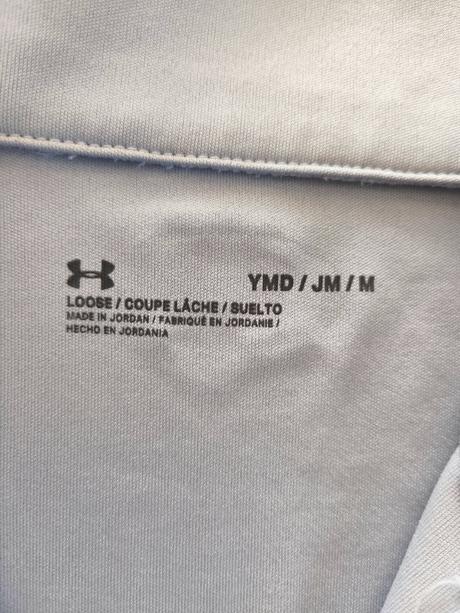 YMD / JM / M
LOOSE / COUPE LÂCHE / SUELTO
MADE IN JORDAN / FABRIQUÉ EN JORDANIE /
HECHO EN JORDANIA